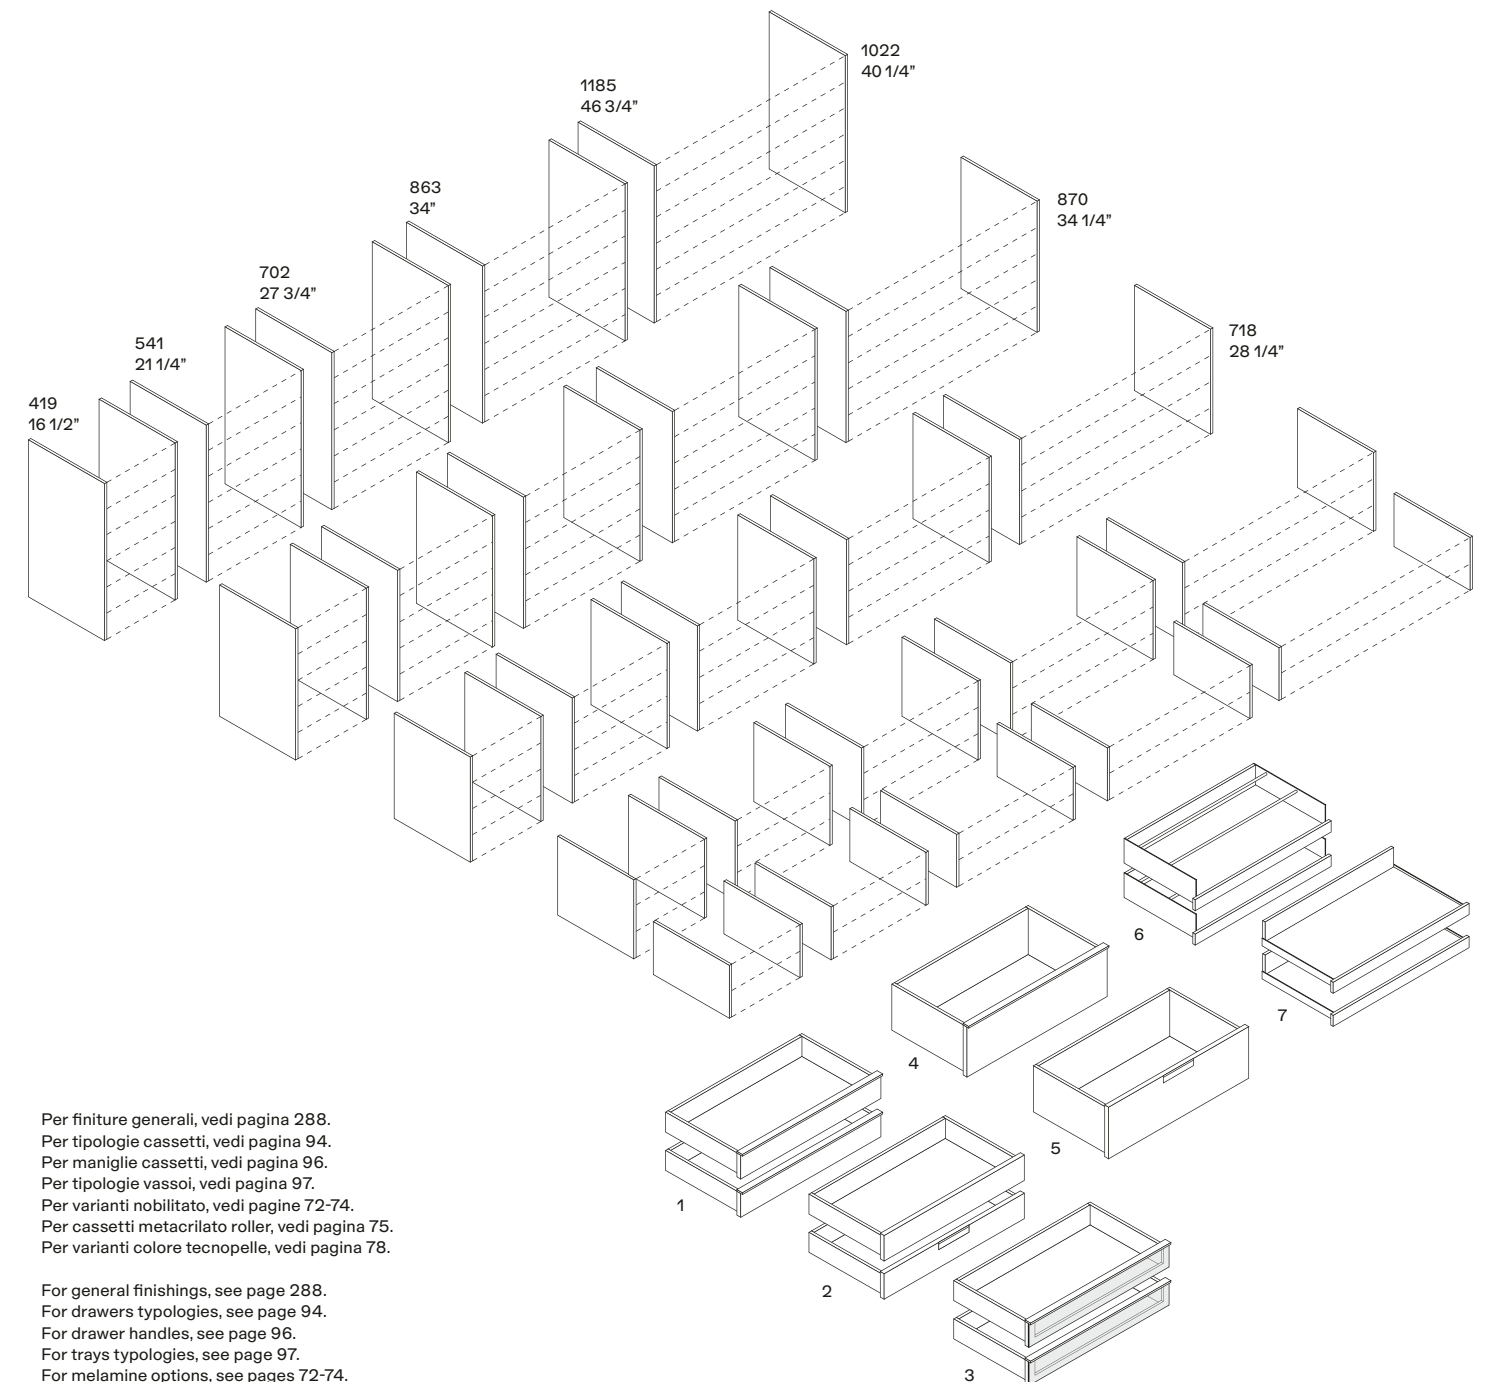 1022
40 1/4”
1185
46 3/4”
863
34”
870
34 1/4”
702
27 3/4”
718
28 1/4”
541
21 1/4”
419
16 1/2”
6
7
4
5
1
2
3
Per finiture generali, vedi pagina 288.
Per tipologie cassetti, vedi pagina 94.
Per maniglie cassetti, vedi pagina 96.
Per tipologie vassoi, vedi pagina 97.
Per varianti nobilitato, vedi pagine 72-74.
Per cassetti metacrilato roller, vedi pagina 75.
Per varianti colore tecnopelle, vedi pagina 78.
For general finishings, see page 288.
For drawers typologies, see page 94.
For drawer handles, see page 96.
For trays typologies, see page 97.
For melamine options, see pages 72-74.